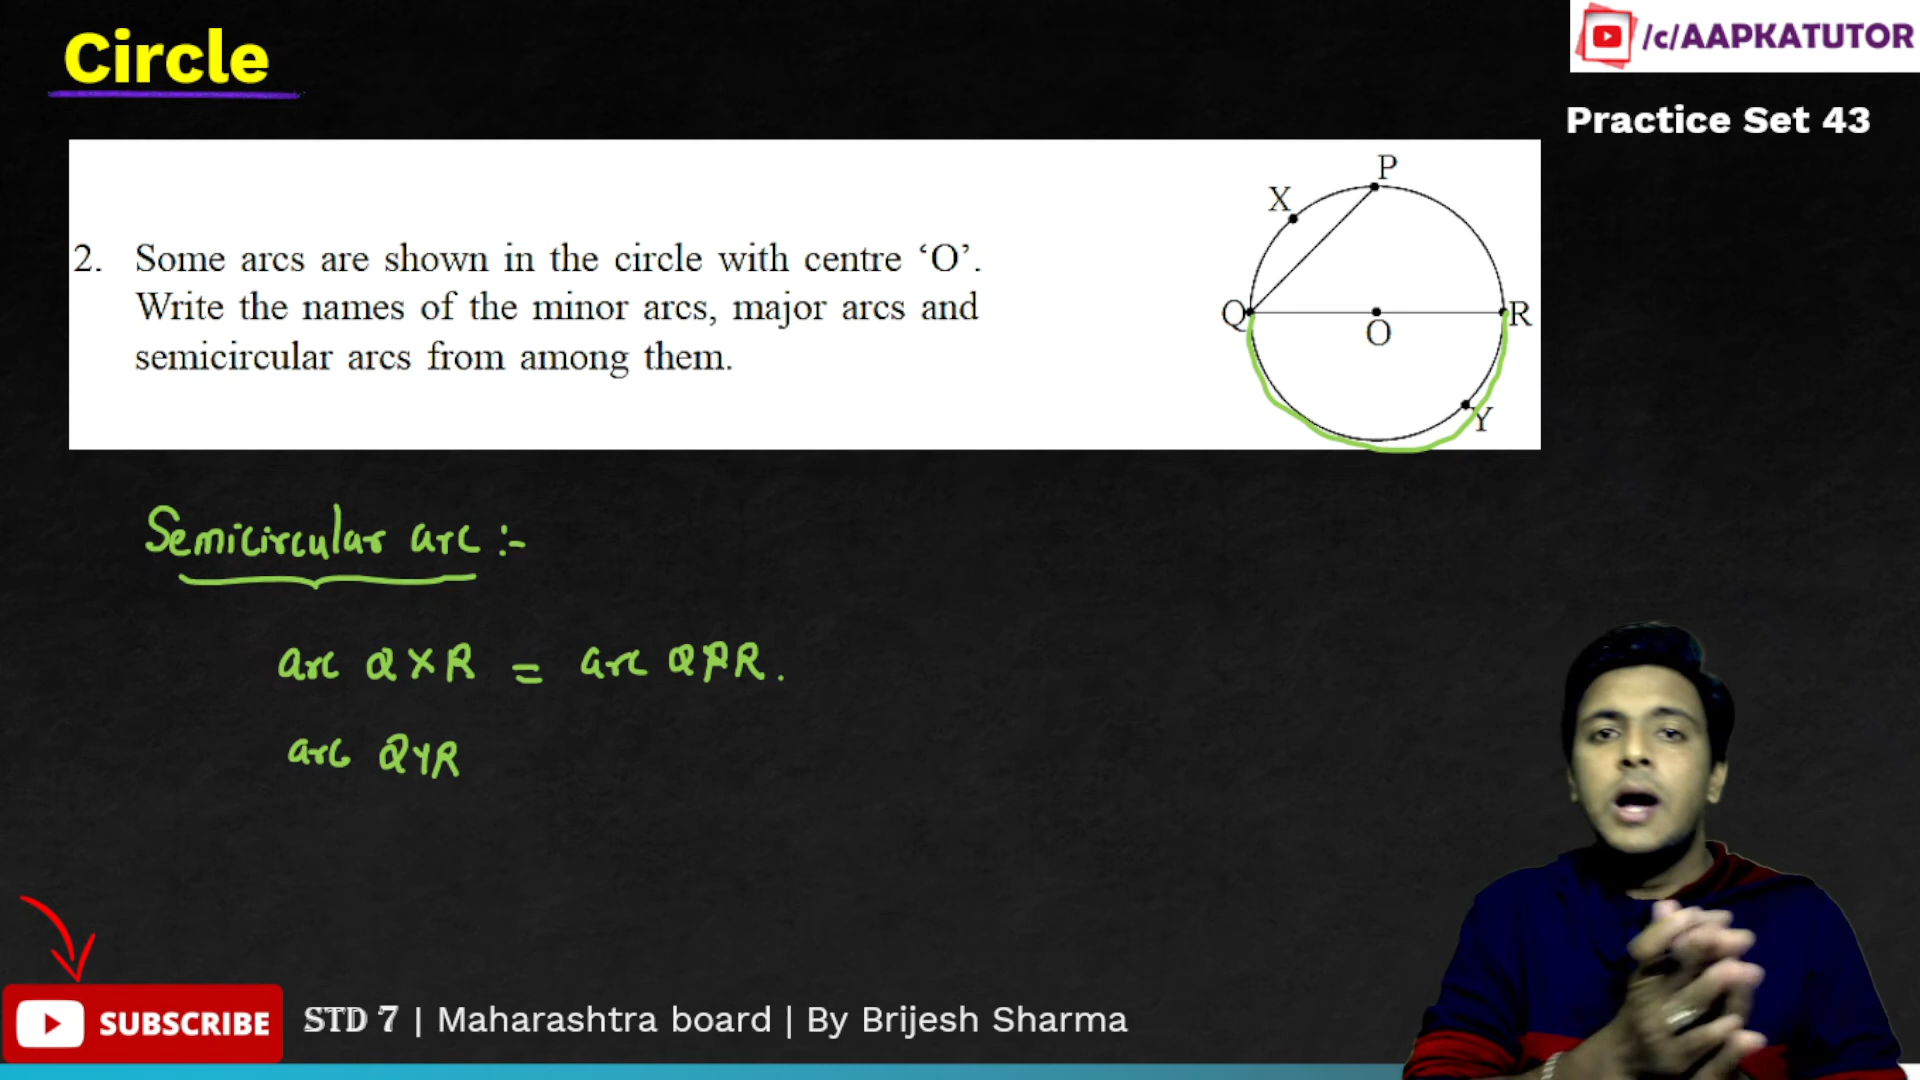 Circle
/c/AAPKATUTOR
Practice Set 43
2. Some arcs are shown in the circle with centre ‘O’.
Write the names of the minor arcs, major arcs and
semicircular arcs from among them.
P
X
Q
O
R
Y
Semicircular arc :-
arc QXR = arc QPR.
arc QYR
SUBSCRIBE
STD 7 | Maharashtra board | By Brijesh Sharma